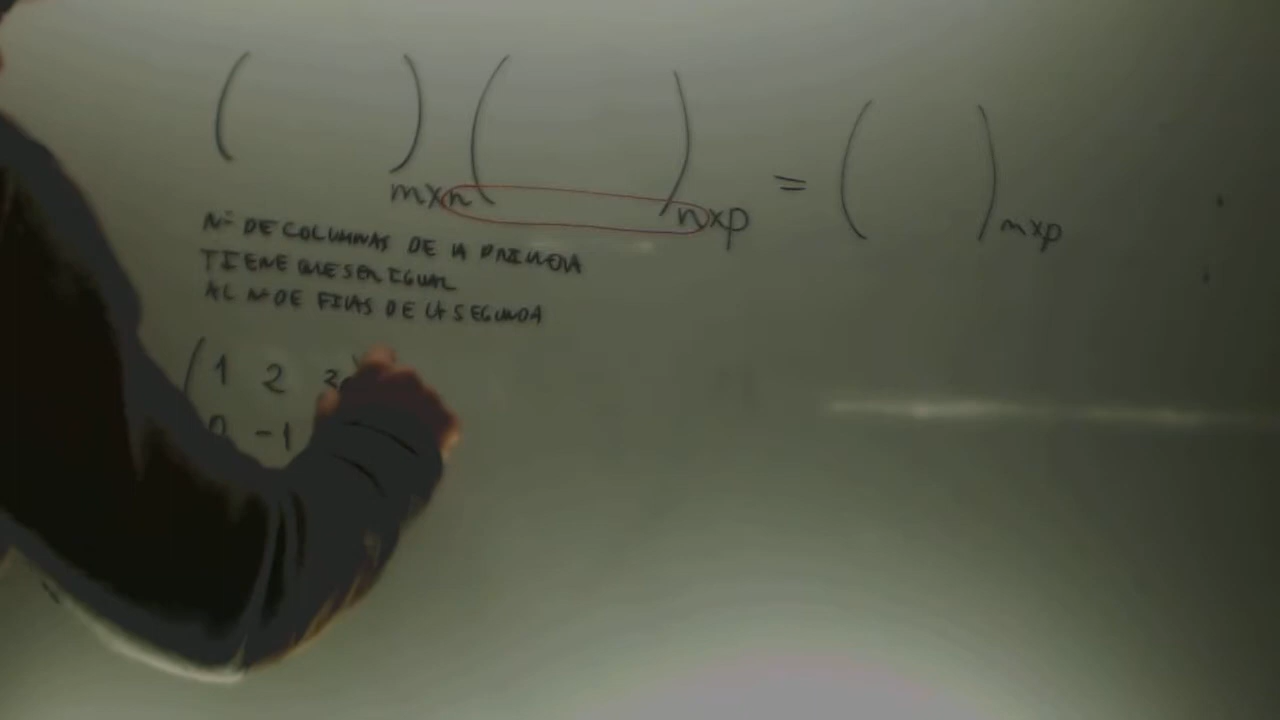 ( )m×n ( )n×p = ( )m×p
Nº DE COLUMNAS DE LA PRIMERA
TIENE QUE SER IGUAL
AL Nº DE FILAS DE LA SEGUNDA
1 2
0 -1